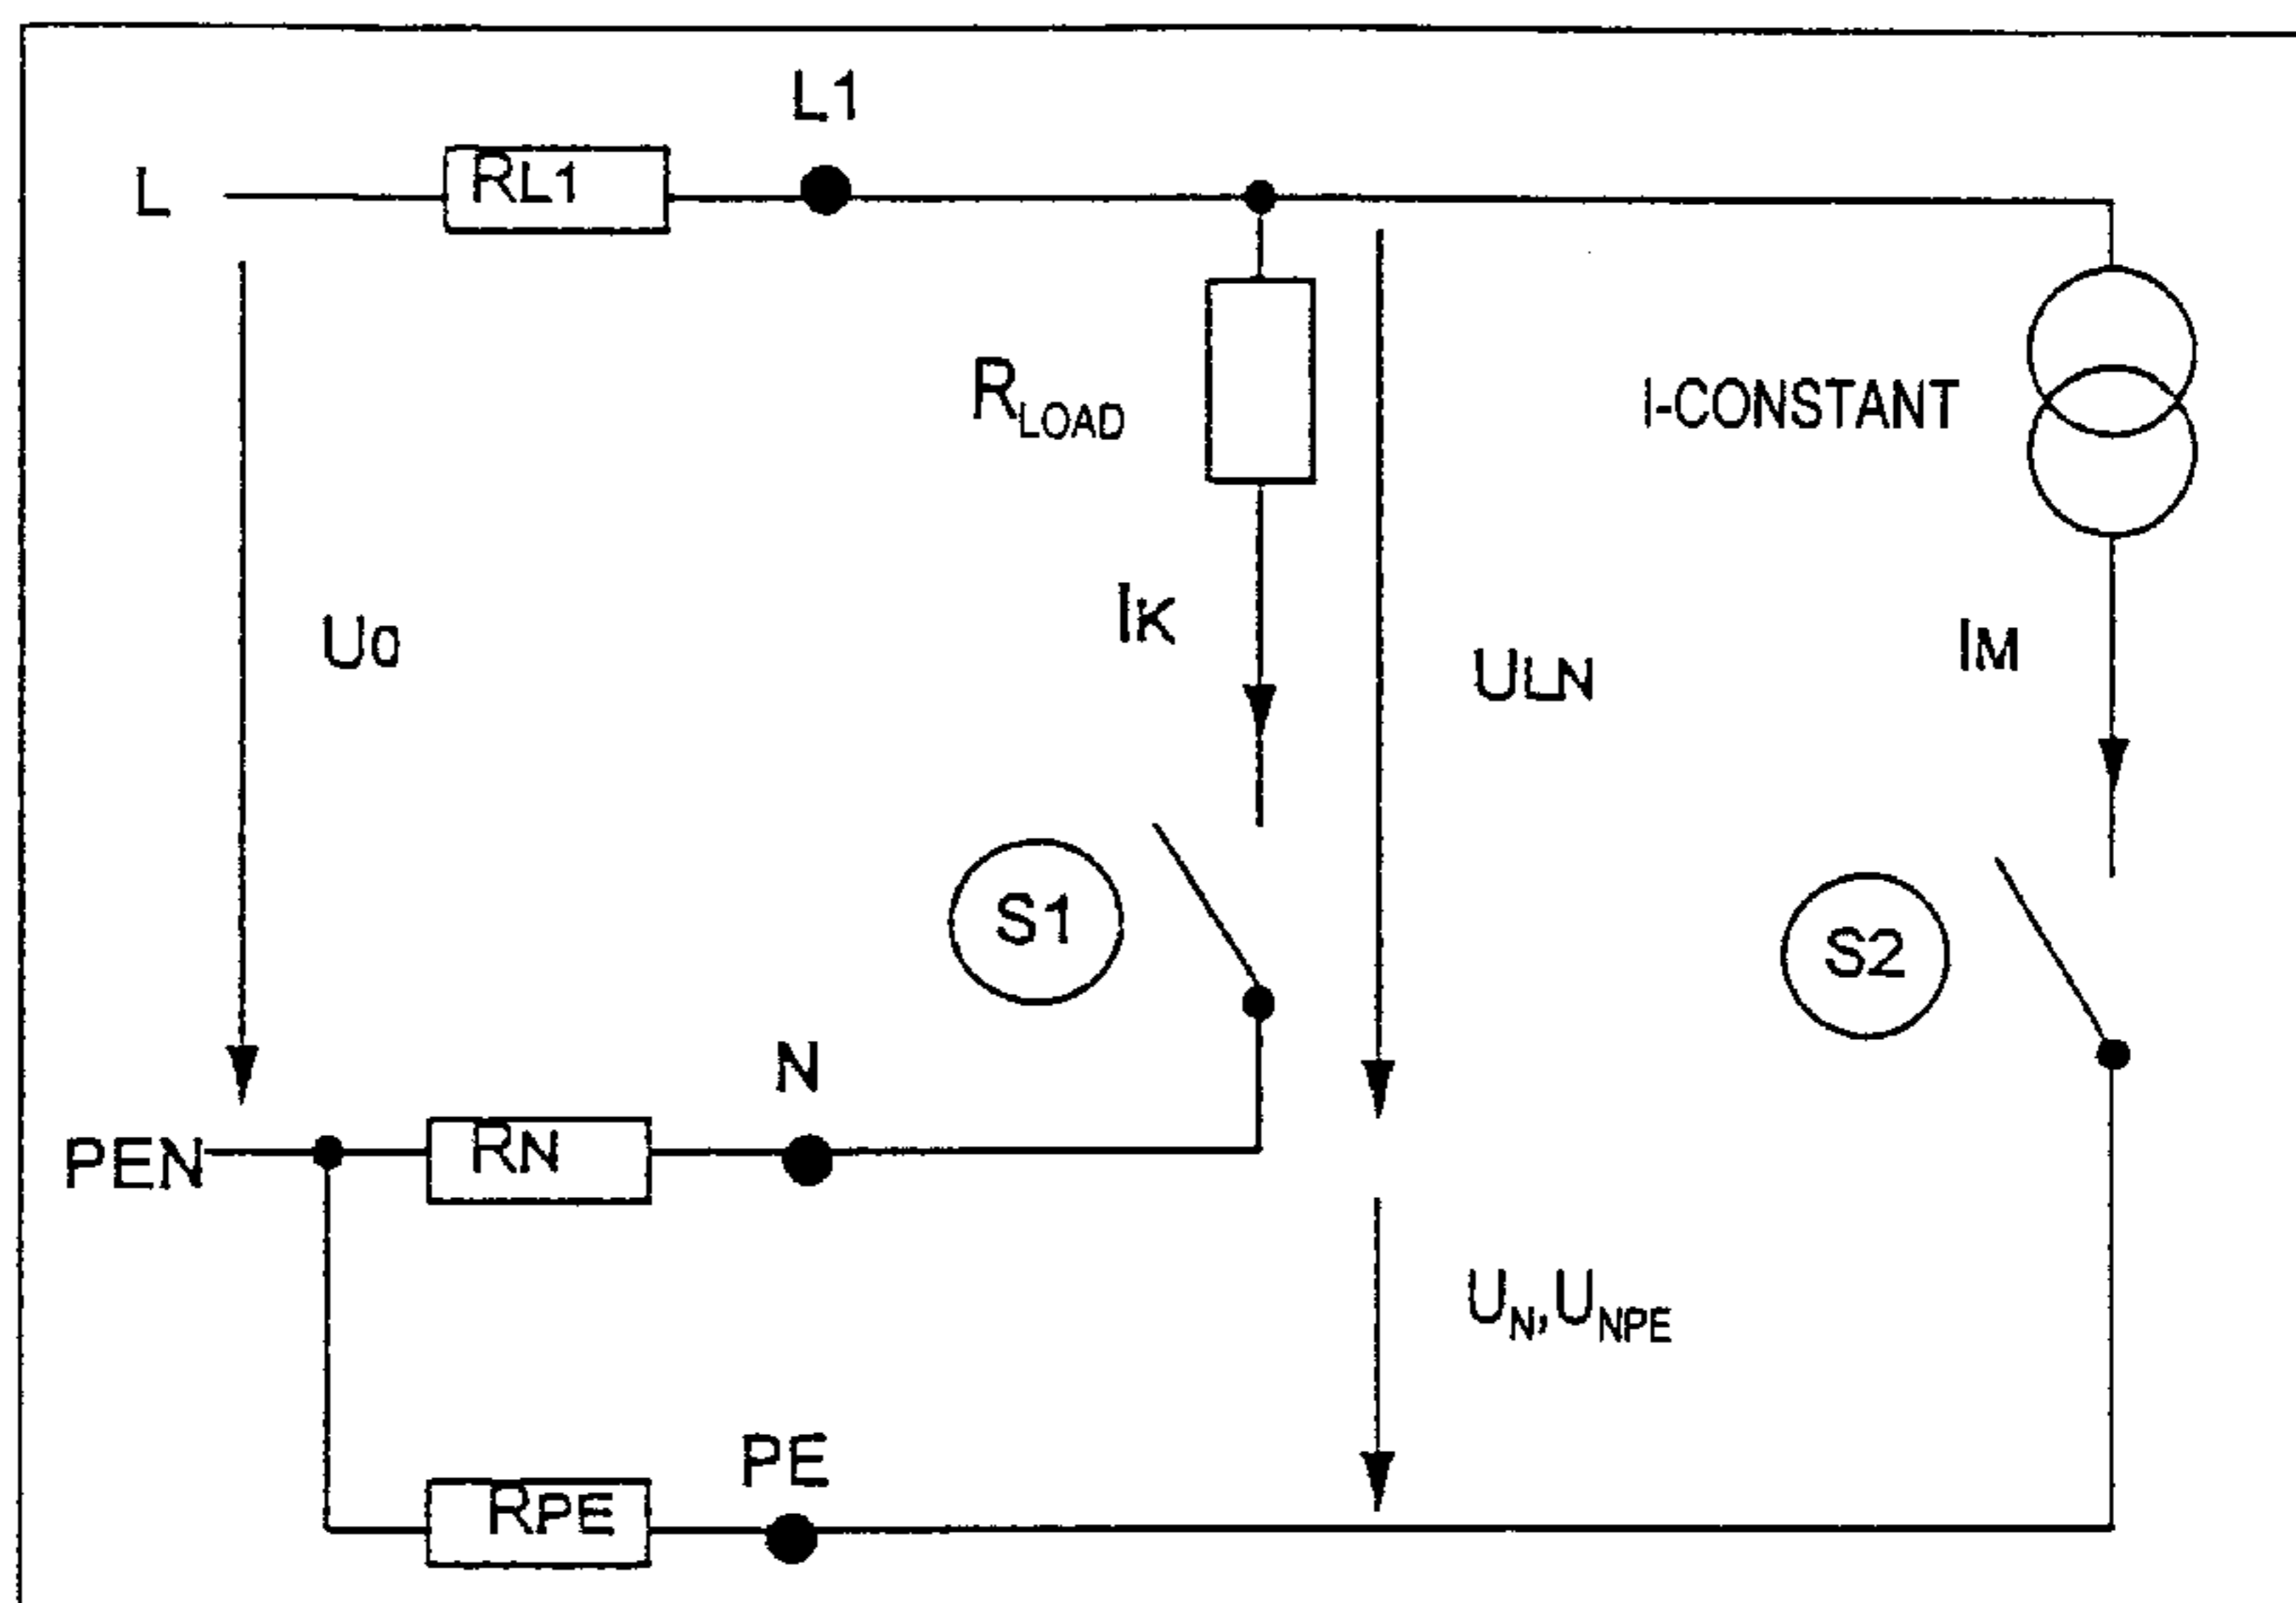 L1
L
RL1
RLOAD
I-CONSTANT
IK
U0
ULN
IM
S1
S2
N
PEN
RN
UN, UNPE
PE
RPE